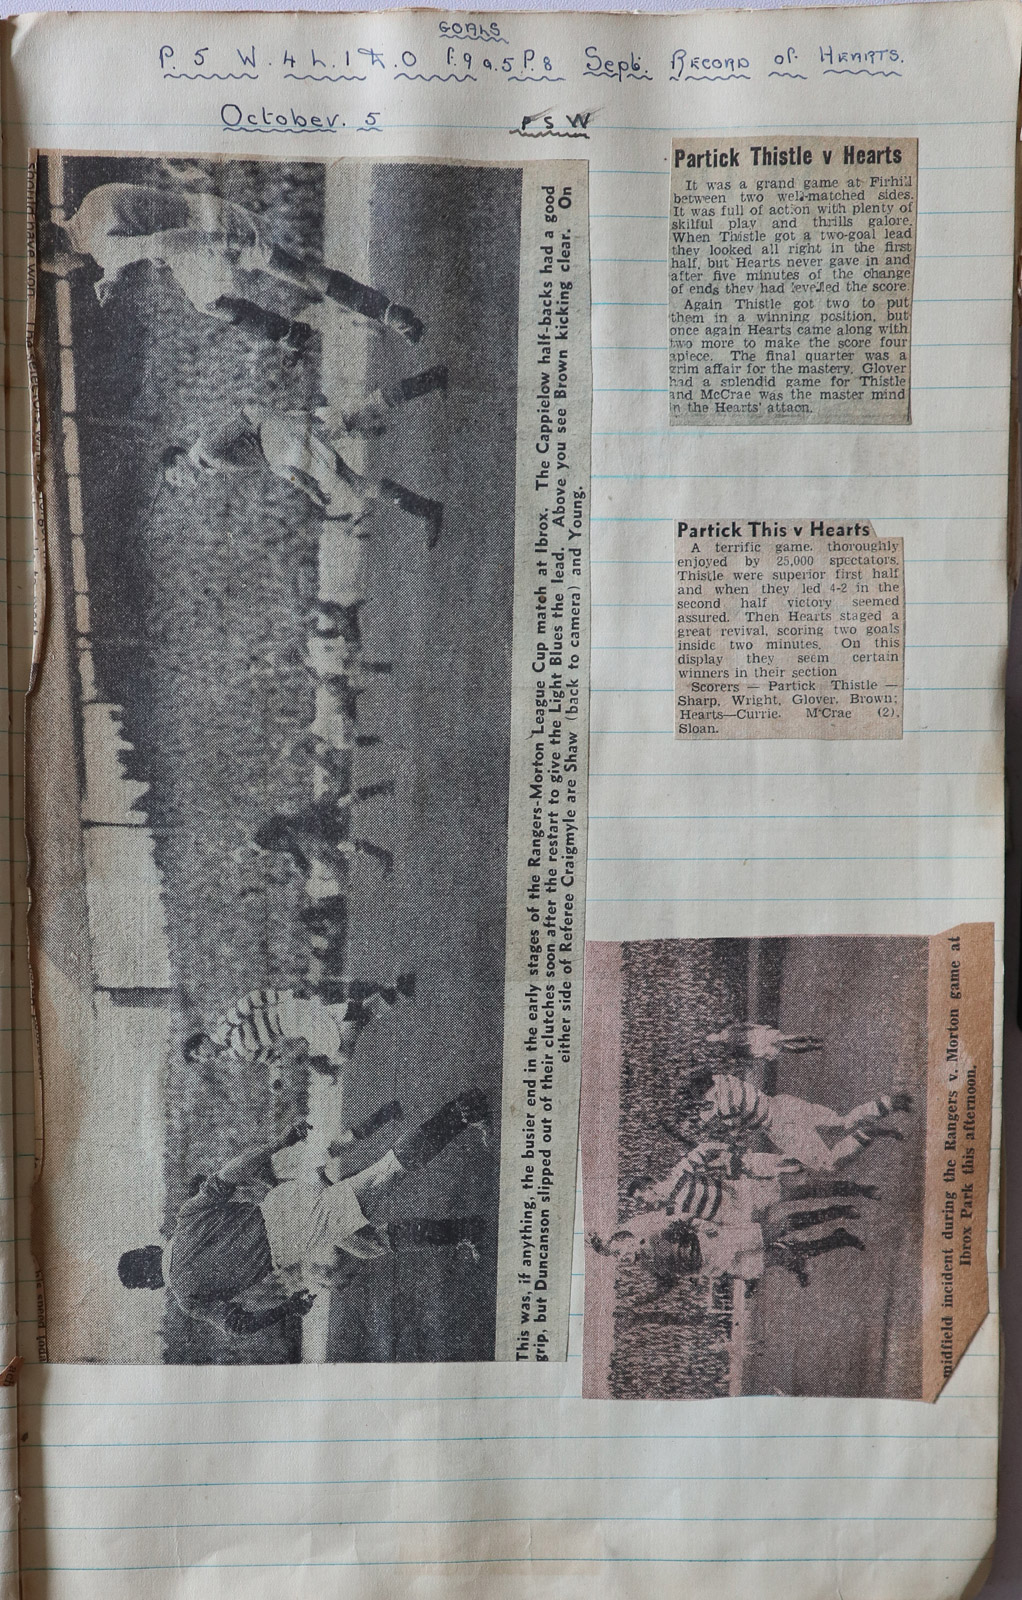 GOALS
P. 5 W. 4 L. 1 D. 0 F. 9 a. 5 P. 8 Sept. RECORD of HEARTS.
October. 5
P S W
Partick Thistle v Hearts
It was a grand game at Firhill
between two well-matched sides.
It was full of action with plenty of
skilful play and thrills galore.
When Thistle got a two-goal lead
they looked all right in the first
half, but Hearts never gave in and
after five minutes of the change
of ends they had levelled the score.
Again Thistle got two to put
them in a winning position, but
once again Hearts came along with
two more to make the score four
apiece. The final quarter was a
grim affair for the mastery. Glover
had a splendid game for Thistle
and McCrae was the master mind
in the Hearts' attacn.
Partick This v Hearts
A terrific game, thoroughly
enjoyed by 25,000 spectators.
Thistle were superior first half
and when they led 4-2 in the
second half victory seemed
assured. Then Hearts staged a
great revival, scoring two goals
inside two minutes. On this
display they seem certain
winners in their section
Scorers — Partick Thistle —
Sharp, Wright, Glover, Brown;
Hearts—Currie, McCrae (2),
Sloan.
This was, if anything, the busier end in the early stages of the Rangers-Morton League Cup match at Ibrox. The Cappielow half-backs had a good
grip, but Duncanson slipped out of their clutches soon after the restart to give the Light Blues the lead. Above you see Brown kicking clear. On
either side of Referee Craigmyle are Shaw (back to camera) and Young.
midfield incident during the Rangers v. Morton game at
Ibrox Park this afternoon.